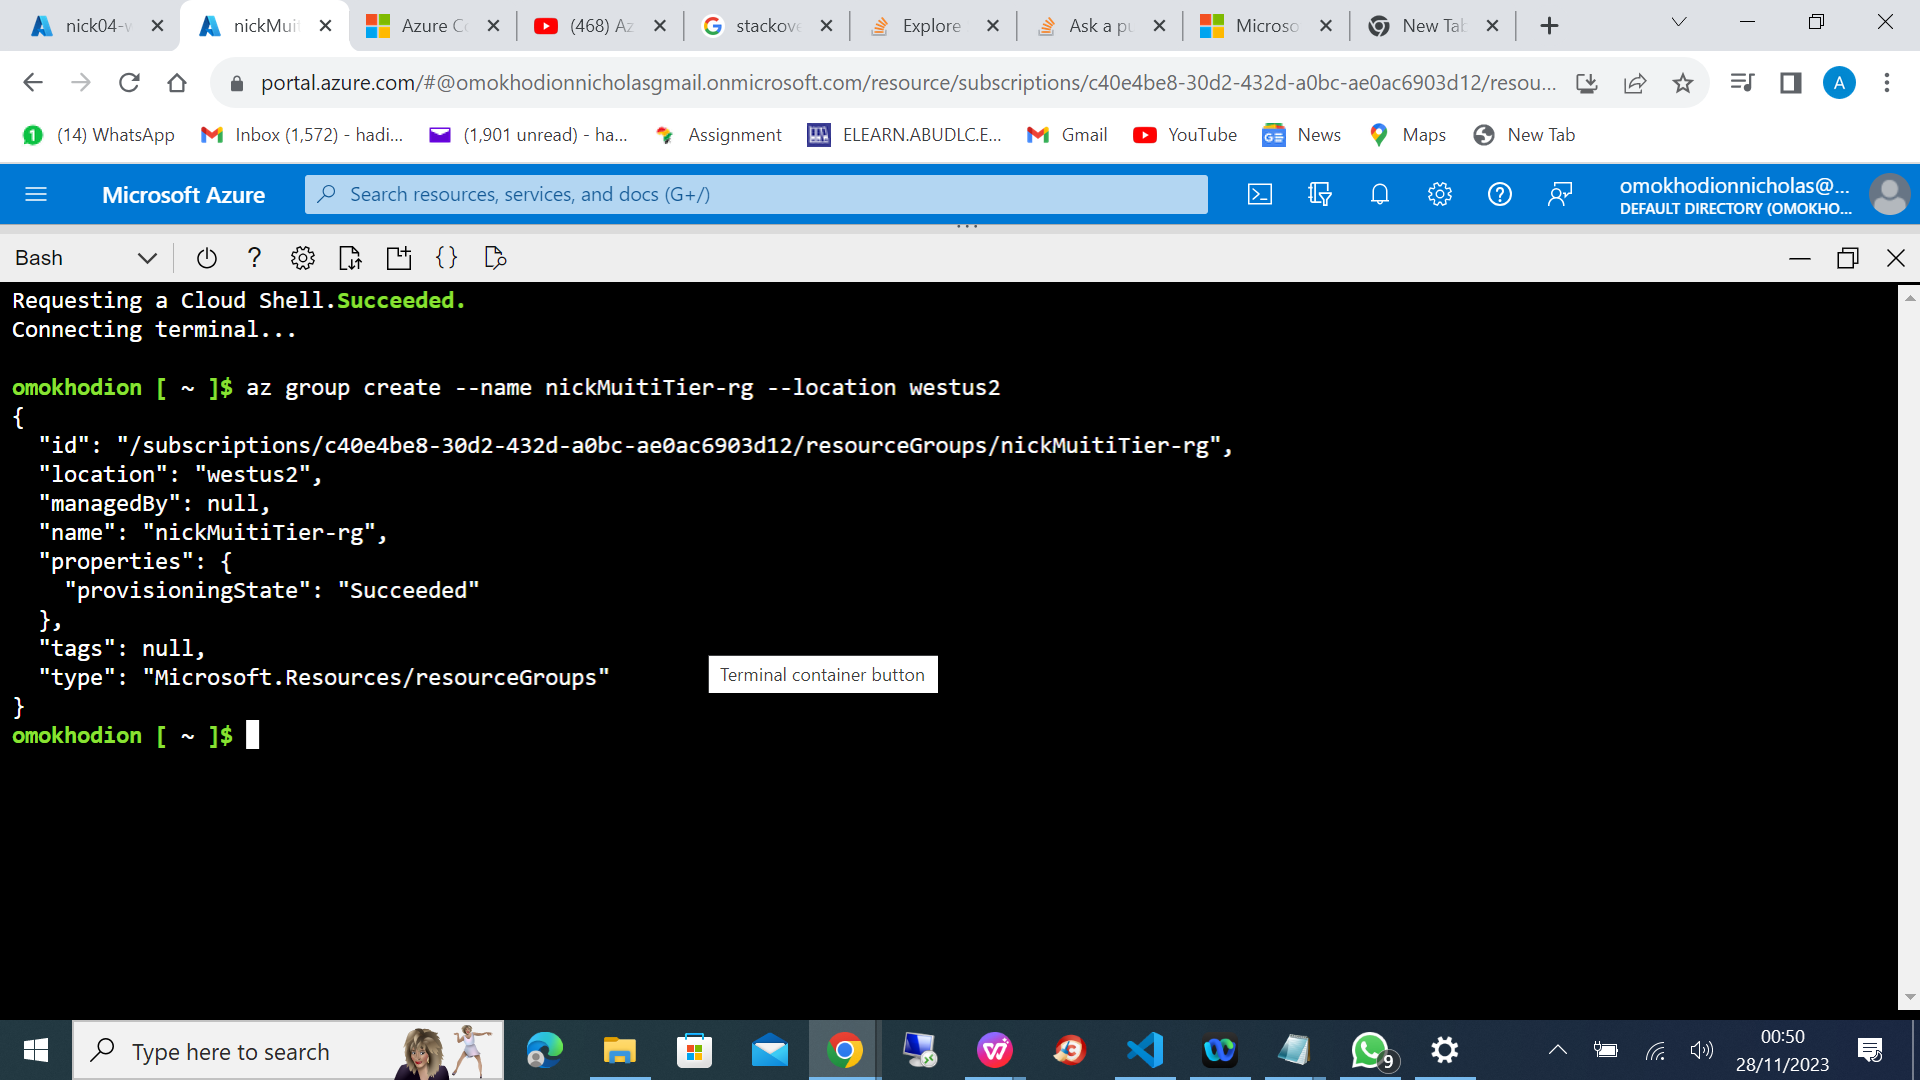 nick04-w
nickMuit
Azure Co
(468) Az
stackove
Explore
Ask a pu
Microso
New Tab
portal.azure.com/#@omokhodionnicholasgmail.onmicrosoft.com/resource/subscriptions/c40e4be8-30d2-432d-a0bc-ae0ac6903d12/resou...
A
1
(14) WhatsApp
Inbox (1,572) - hadi...
(1,901 unread) - ha...
Assignment
ELEARN.ABUDLC.E...
Gmail
YouTube
News
Maps
New Tab
Microsoft Azure
Search resources, services, and docs (G+/)
omokhodionnicholas@...
DEFAULT DIRECTORY (OMOKHO...
Bash
Requesting a Cloud Shell.Succeeded.
Connecting terminal...
omokhodion [ ~ ]$ az group create --name nickMuitiTier-rg --location westus2
{
"id": "/subscriptions/c40e4be8-30d2-432d-a0bc-ae0ac6903d12/resourceGroups/nickMuitiTier-rg",
"location": "westus2",
"managedBy": null,
"name": "nickMuitiTier-rg",
"properties": {
"provisioningState": "Succeeded"
},
"tags": null,
"type": "Microsoft.Resources/resourceGroups"
Terminal container button
}
omokhodion [ ~ ]$
Type here to search
9
00:50
28/11/2023